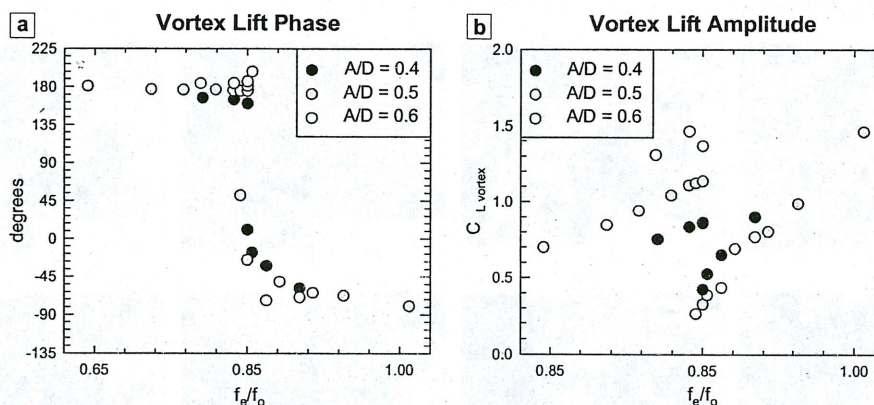 a
Vortex Lift Phase
225
180
135
90
45
0
-45
-90
-135
degrees
A/D = 0.4
A/D = 0.5
A/D = 0.6
0.65
0.85
1.00
fe/fo
b
Vortex Lift Amplitude
2.0
1.5
1.0
0.5
0.0
C L vortex
A/D = 0.4
A/D = 0.5
A/D = 0.6
0.85
0.85
1.00
fe/fo